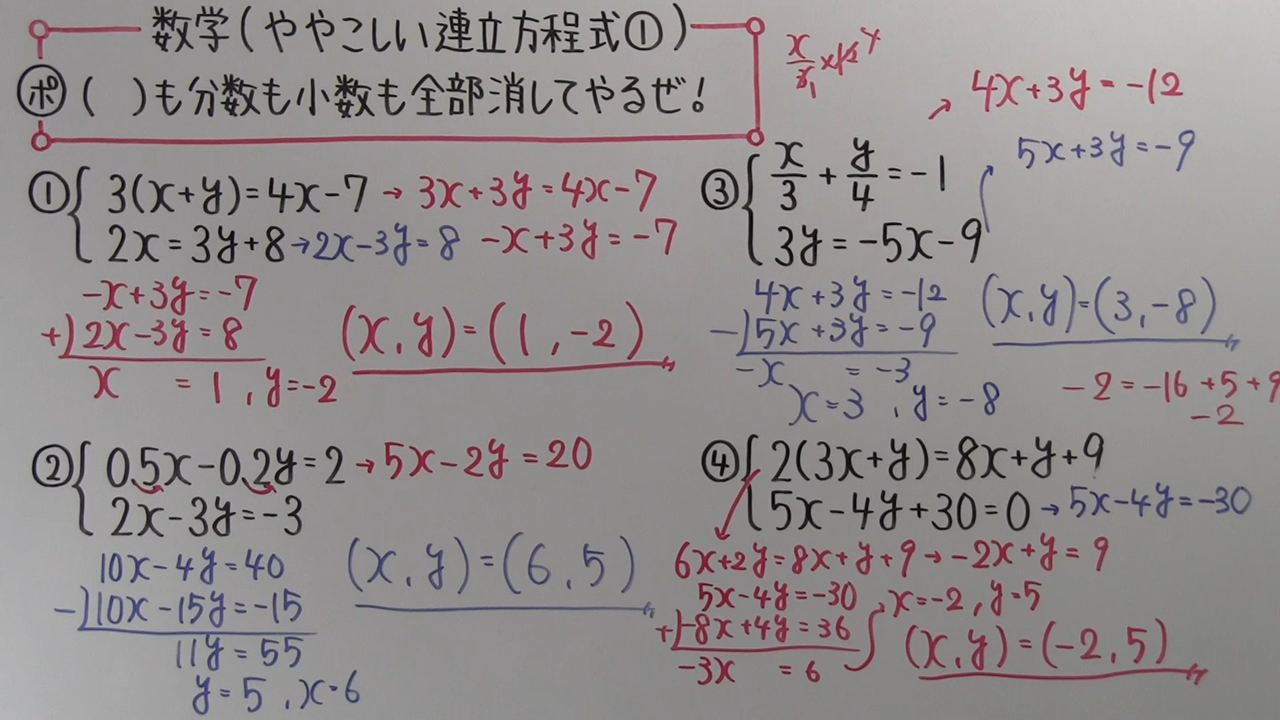 数学(ややこしい連立方程式①)
㋭゜( )も分数も小数も全部消してやるぜ!
① 3(x+y)=4x-7→3x+3y=4x-7
2x=3y+8→2x-3y=8 -x+3y=-7
-x+3y=-7
+)2x-3y=8
x =1, y=-2
(x,y)=(1,-2)
② 0.5x-0.2y=2→5x-2y=20
2x-3y=-3
10x-4y=40
-)10x-15y=-15
11y=55
y=5, x=6
(x,y)=(6,5)
x/3 1 ×12 4
③ x/3+y/4=-1
→4x+3y=-12
3y=-5x-9
5x+3y=-9
4x+3y=-12
-)5x+3y=-9
-x =-3
x=3, y=-8
(x,y)=(3,-8)
-2=-16+5+9
-2
④ 2(3x+y)=8x+y+9
5x-4y+30=0→5x-4y=-30
6x+2y=8x+y+9→-2x+y=9
5x-4y=-30
+)-8x+4y=36
-3x =6
x=-2, y=5
(x,y)=(-2,5)